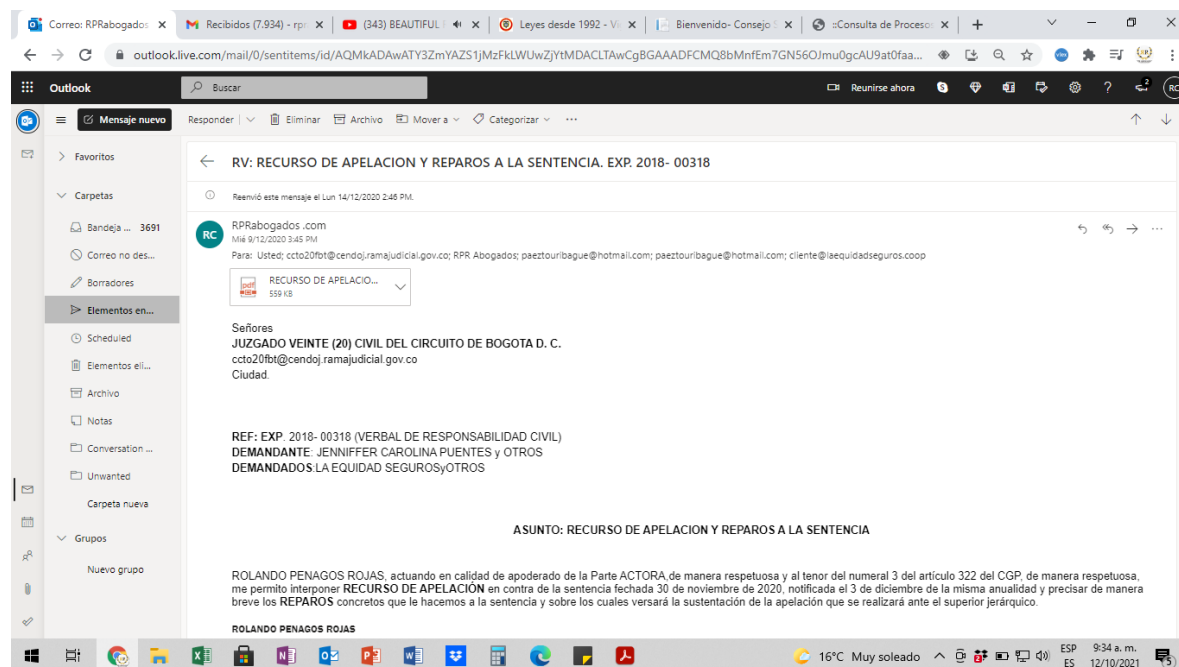 Correo: RPRabogados
Recibidos (7.934) - rpr
(343) BEAUTIFUL
Leyes desde 1992 - Vi
Bienvenido- Consejo S
::Consulta de Proceso
outlook.live.com/mail/0/sentitems/id/AQMkADAwATY3ZmYAZS1jMzFkLWUwZjYtMDACLTAwCgBGAAADFCMQ8bMnfEm7GN56OJmu0gcAU9at0faa...
Outlook
Buscar
Reunirse ahora
2
RC
Mensaje nuevo
Responder
Eliminar
Archivo
Mover a
Categorizar
Favoritos
RV: RECURSO DE APELACION Y REPAROS A LA SENTENCIA. EXP. 2018- 00318
Carpetas
Reenvió este mensaje el Lun 14/12/2020 2:46 PM.
Bandeja ... 3691
Correo no des...
Borradores
Elementos en...
Scheduled
Elementos eli...
Archivo
Notas
Conversation ...
Unwanted
Carpeta nueva
Grupos
Nuevo grupo
RC
RPRabogados .com
Mié 9/12/2020 3:45 PM
Para: Usted; ccto20fbt@cendoj.ramajudicial.gov.co; RPR Abogados; paeztouribague@hotmail.com; paeztouribague@hotmail.com; cliente@laequidadseguros.coop
pdf
RECURSO DE APELACIO...
559 KB
Señores
JUZGADO VEINTE (20) CIVIL DEL CIRCUITO DE BOGOTA D. C.
ccto20fbt@cendoj.ramajudicial.gov.co
Ciudad.
REF: EXP. 2018- 00318 (VERBAL DE RESPONSABILIDAD CIVIL)
DEMANDANTE: JENNIFFER CAROLINA PUENTES y OTROS
DEMANDADOS:LA EQUIDAD SEGUROSyOTROS
ASUNTO: RECURSO DE APELACION Y REPAROS A LA SENTENCIA
ROLANDO PENAGOS ROJAS, actuando en calidad de apoderado de la Parte ACTORA,de manera respetuosa y al tenor del numeral 3 del artículo 322 del CGP, de manera respetuosa,
me permito interponer RECURSO DE APELACIÓN en contra de la sentencia fechada 30 de noviembre de 2020, notificada el 3 de diciembre de la misma anualidad y precisar de manera
breve los REPAROS concretos que le hacemos a la sentencia y sobre los cuales versará la sustentación de la apelación que se realizará ante el superior jerárquico.
ROLANDO PENAGOS ROJAS
16°C Muy soleado
ESP
ES
9:34 a. m.
12/10/2021
5